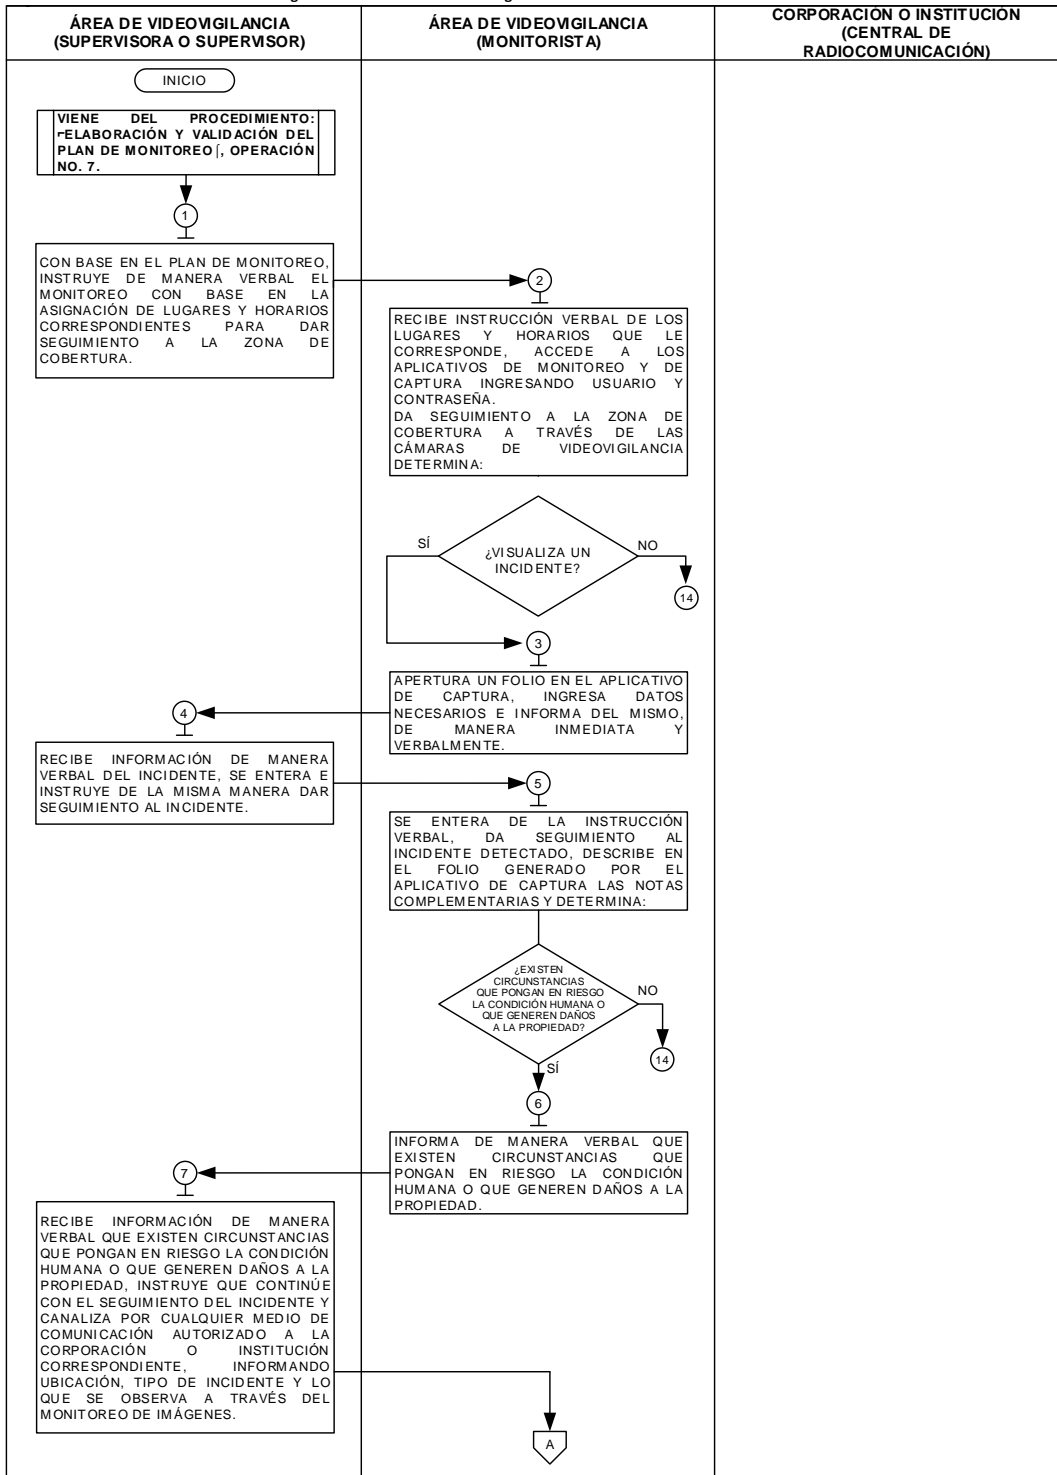 ÁREA DE VIDEOVIGILANCIA
(SUPERVISORA O SUPERVISOR)
ÁREA DE VIDEOVIGILANCIA
(MONITORISTA)
CORPORACIÓN O INSTITUCIÓN
(CENTRAL DE
RADIOCOMUNICACIÓN)
INICIO
VIENE DEL PROCEDIMIENTO:
⌐ELABORACIÓN Y VALIDACIÓN DEL
PLAN DE MONITOREO⌠, OPERACIÓN
NO. 7.
1
CON BASE EN EL PLAN DE MONITOREO,
INSTRUYE DE MANERA VERBAL EL
MONITOREO CON BASE EN LA
ASIGNACIÓN DE LUGARES Y HORARIOS
CORRESPONDIENTES PARA DAR
SEGUIMIENTO A LA ZONA DE
COBERTURA.
2
RECIBE INSTRUCCIÓN VERBAL DE LOS
LUGARES Y HORARIOS QUE LE
CORRESPONDE, ACCEDE A LOS
APLICATIVOS DE MONITOREO Y DE
CAPTURA INGRESANDO USUARIO Y
CONTRASEÑA.
DA SEGUIMIENTO A LA ZONA DE
COBERTURA A TRAVÉS DE LAS
CÁMARAS DE VIDEOVIGILANCIA
DETERMINA:
SÍ
¿VISUALIZA UN
INCIDENTE?
NO
14
3
APERTURA UN FOLIO EN EL APLICATIVO
DE CAPTURA, INGRESA DATOS
NECESARIOS E INFORMA DEL MISMO,
DE MANERA INMEDIATA Y
VERBALMENTE.
4
RECIBE INFORMACIÓN DE MANERA
VERBAL DEL INCIDENTE, SE ENTERA E
INSTRUYE DE LA MISMA MANERA DAR
SEGUIMIENTO AL INCIDENTE.
5
SE ENTERA DE LA INSTRUCCIÓN
VERBAL, DA SEGUIMIENTO AL
INCIDENTE DETECTADO, DESCRIBE EN
EL FOLIO GENERADO POR EL
APLICATIVO DE CAPTURA LAS NOTAS
COMPLEMENTARIAS Y DETERMINA:
¿EXISTEN
CIRCUNSTANCIAS
QUE PONGAN EN RIESGO
LA CONDICIÓN HUMANA O
QUE GENEREN DAÑOS
A LA PROPIEDAD?
NO
14
SÍ
6
INFORMA DE MANERA VERBAL QUE
EXISTEN CIRCUNSTANCIAS QUE
PONGAN EN RIESGO LA CONDICIÓN
HUMANA O QUE GENEREN DAÑOS A LA
PROPIEDAD.
7
RECIBE INFORMACIÓN DE MANERA
VERBAL QUE EXISTEN CIRCUNSTANCIAS
QUE PONGAN EN RIESGO LA CONDICIÓN
HUMANA O QUE GENEREN DAÑOS A LA
PROPIEDAD, INSTRUYE QUE CONTINÚE
CON EL SEGUIMIENTO DEL INCIDENTE Y
CANALIZA POR CUALQUIER MEDIO DE
COMUNICACIÓN AUTORIZADO A LA
CORPORACIÓN O INSTITUCIÓN
CORRESPONDIENTE, INFORMANDO
UBICACIÓN, TIPO DE INCIDENTE Y LO
QUE SE OBSERVA A TRAVÉS DEL
MONITOREO DE IMÁGENES.
A